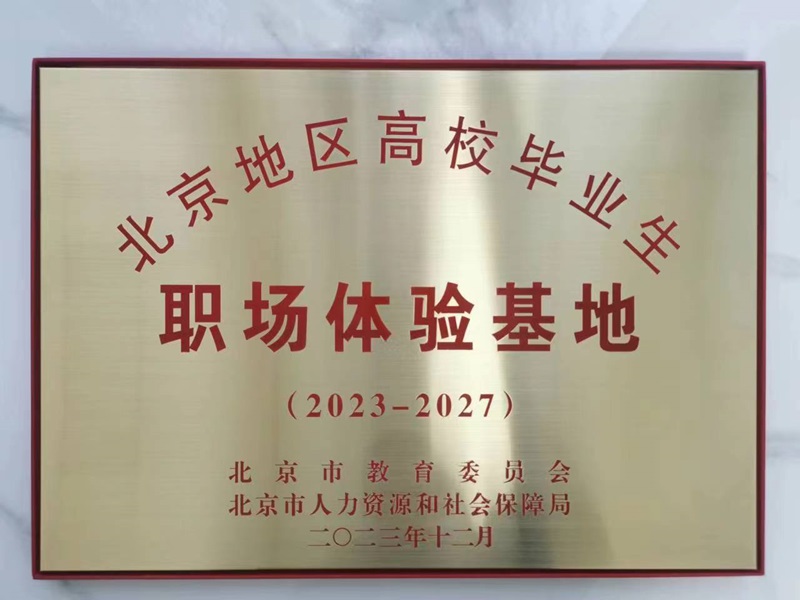 北京地区高校毕业生
职场体验基地
（2023-2027）
北京市教育委员会
北京市人力资源和社会保障局
二〇二三年十二月